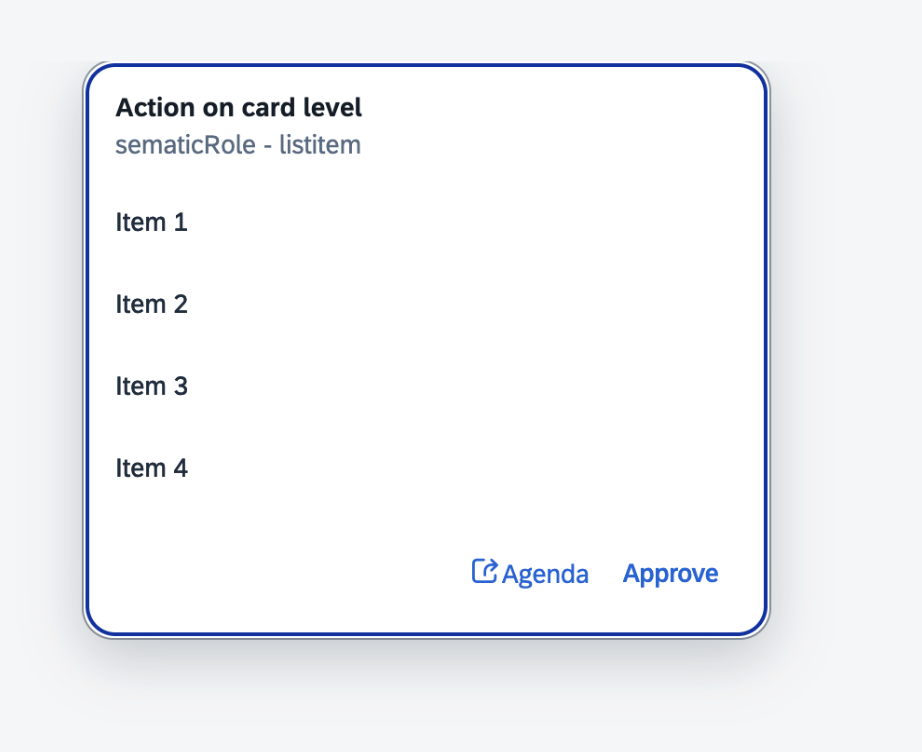 Action on card level
sematicRole - listitem
Item 1
Item 2
Item 3
Item 4
Agenda Approve